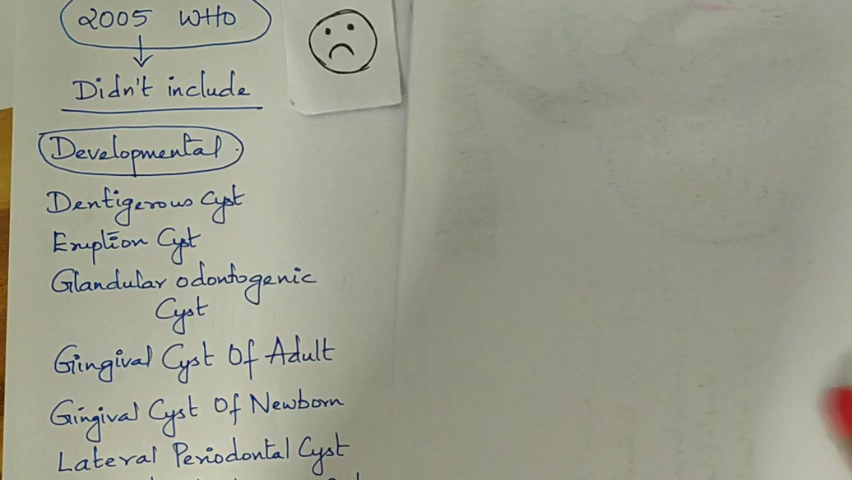 2005 WHO
Didn't include
Developmental
Dentigerous Cyst
Eruption Cyst
Glandular odontogenic
Cyst
Gingival Cyst Of Adult
Gingival Cyst Of Newborn
Lateral Periodontal Cyst